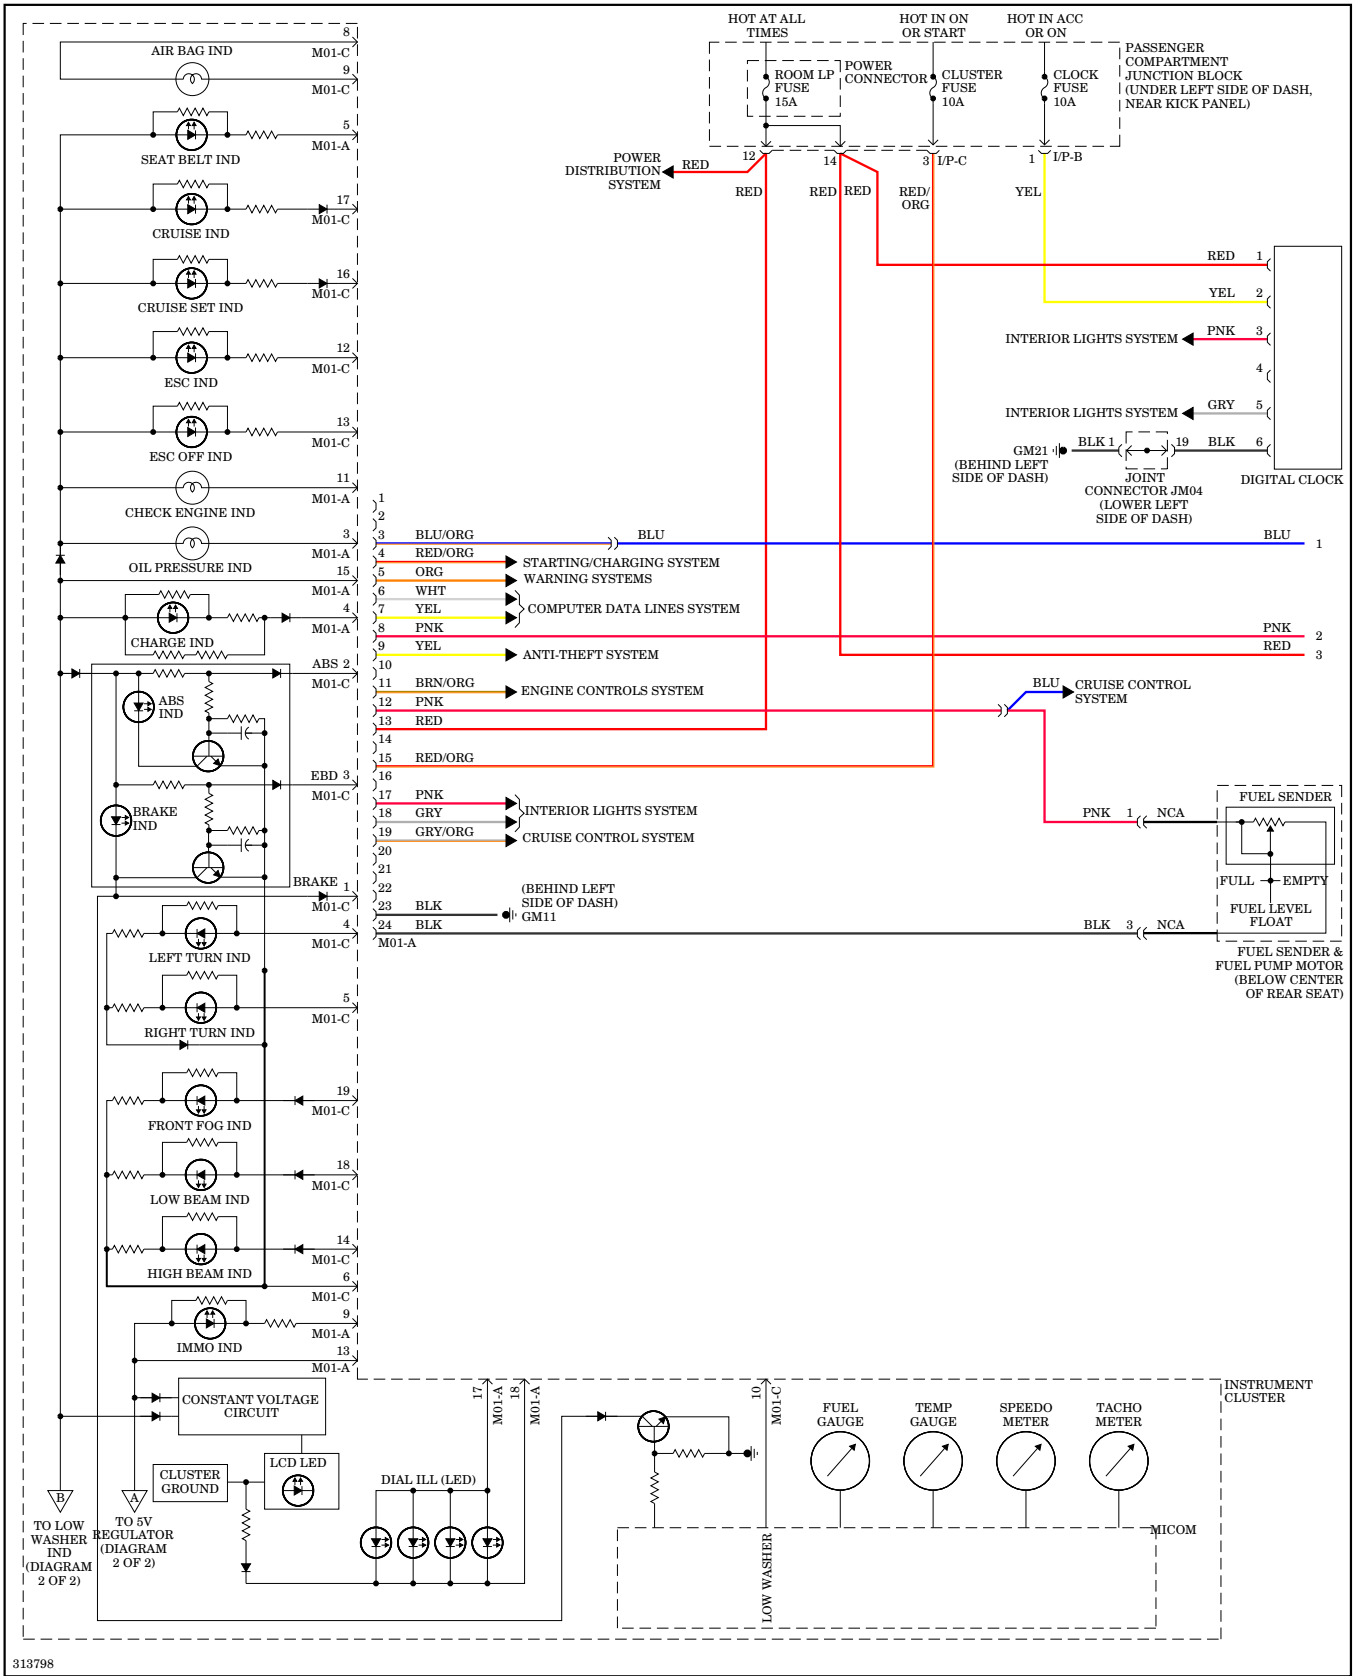 HOT AT ALL
TIMES
HOT IN ON
OR START
HOT IN ACC
OR ON
ROOM LP
FUSE
15A
POWER
CONNECTOR
CLUSTER
FUSE
10A
CLOCK
FUSE
10A
PASSENGER
COMPARTMENT
JUNCTION BLOCK
(UNDER LEFT SIDE OF DASH,
NEAR KICK PANEL)
12
14
3 I/P-C
1 I/P-B
POWER
DISTRIBUTION
SYSTEM
RED
RED
RED
RED
RED/
ORG
YEL
RED 1
YEL 2
INTERIOR LIGHTS SYSTEM PNK 3
4
INTERIOR LIGHTS SYSTEM GRY 5
GM21
(BEHIND LEFT
SIDE OF DASH)
BLK 1
19 BLK 6
JOINT
CONNECTOR JM04
(LOWER LEFT
SIDE OF DASH)
DIGITAL CLOCK
8
M01-C
AIR BAG IND
9
M01-C
5
M01-A
SEAT BELT IND
17
M01-C
CRUISE IND
16
M01-C
CRUISE SET IND
12
M01-C
ESC IND
13
M01-C
ESC OFF IND
11
M01-A
CHECK ENGINE IND
3
M01-A
OIL PRESSURE IND
15
M01-A
4
M01-A
CHARGE IND
ABS 2
M01-C
ABS
IND
EBD 3
M01-C
BRAKE
IND
BRAKE 1
M01-C
4
M01-C
LEFT TURN IND
5
M01-C
RIGHT TURN IND
19
M01-C
FRONT FOG IND
18
M01-C
LOW BEAM IND
14
M01-C
HIGH BEAM IND
6
M01-C
9
M01-A
IMMO IND
13
M01-A
1
2
3 BLU/ORG BLU BLU 1
4 RED/ORG STARTING/CHARGING SYSTEM
5 ORG WARNING SYSTEMS
6 WHT
7 YEL
COMPUTER DATA LINES SYSTEM
8 PNK PNK 2
9 YEL ANTI-THEFT SYSTEM RED 3
10
11 BRN/ORG ENGINE CONTROLS SYSTEM
BLU CRUISE CONTROL
SYSTEM
12 PNK
13 RED
14
15 RED/ORG
16
17 PNK
18 GRY
INTERIOR LIGHTS SYSTEM
19 GRY/ORG CRUISE CONTROL SYSTEM
20
21
22
23 BLK
(BEHIND LEFT
SIDE OF DASH)
GM11
24 BLK BLK 3 NCA
M01-A
PNK 1 NCA
FUEL SENDER
FULL EMPTY
FUEL LEVEL
FLOAT
FUEL SENDER &
FUEL PUMP MOTOR
(BELOW CENTER
OF REAR SEAT)
CONSTANT VOLTAGE
CIRCUIT
CLUSTER
GROUND
LCD LED
DIAL ILL (LED)
17
M01-A
18
M01-A
10
M01-C
FUEL
GAUGE
TEMP
GAUGE
SPEEDO
METER
TACHO
METER
INSTRUMENT
CLUSTER
MICOM
LOW WASHER
B
TO LOW
WASHER
IND
(DIAGRAM
2 OF 2)
A
TO 5V
REGULATOR
(DIAGRAM
2 OF 2)
313798